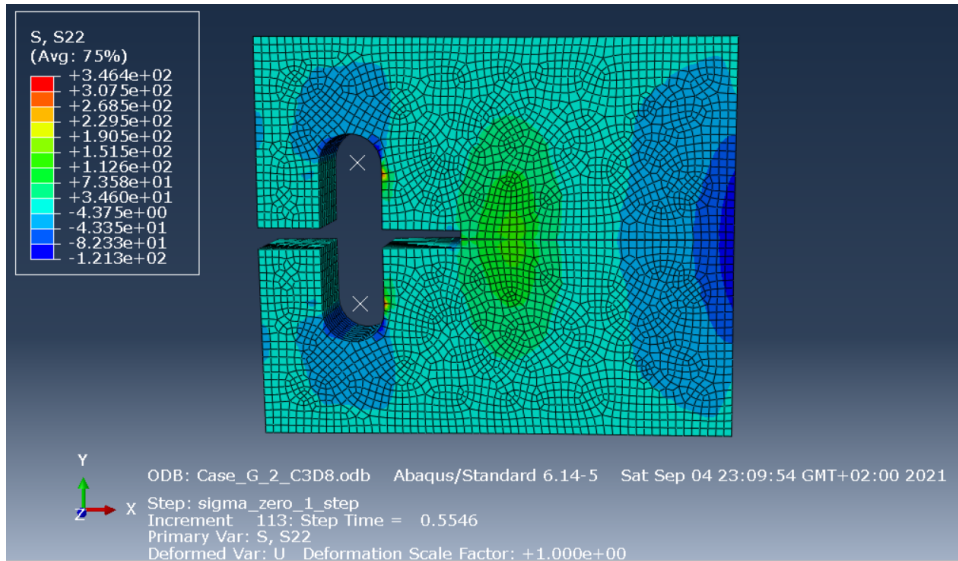 S, S22
(Avg: 75%)
+3.464e+02
+3.075e+02
+2.685e+02
+2.295e+02
+1.905e+02
+1.515e+02
+1.126e+02
+7.358e+01
+3.460e+01
-4.375e+00
-4.335e+01
-8.233e+01
-1.213e+02
Y
X
Z
ODB: Case_G_2_C3D8.odb Abaqus/Standard 6.14-5 Sat Sep 04 23:09:54 GMT+02:00 2021
Step: sigma_zero_1_step
Increment 113: Step Time = 0.5546
Primary Var: S, S22
Deformed Var: U Deformation Scale Factor: +1.000e+00